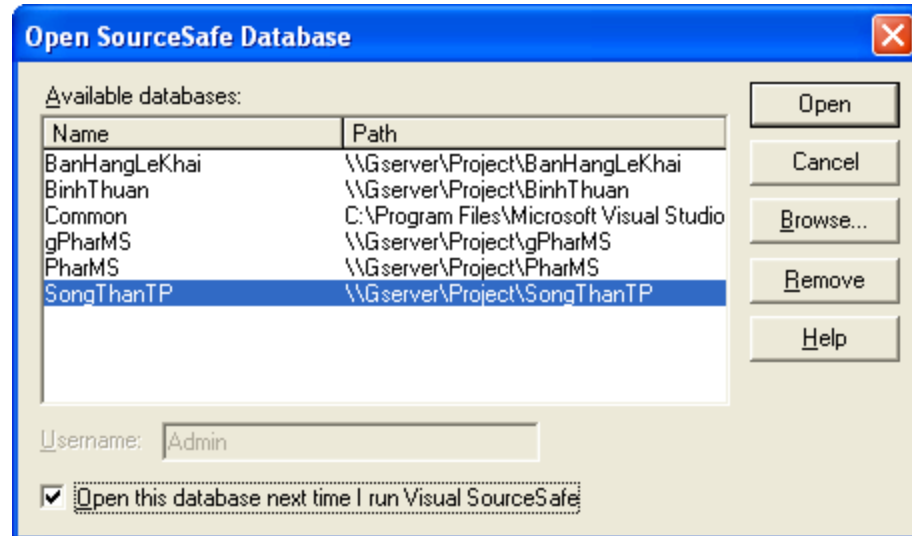 Open SourceSafe Database
Available databases:
Name Path
BanHangLeKhai \\Gserver\Project\BanHangLeKhai
BinhThuan \\Gserver\Project\BinhThuan
Common C:\Program Files\Microsoft Visual Studio
gPharMS \\Gserver\Project\gPharMS
PharMS \\Gserver\Project\PharMS
SongThanTP \\Gserver\Project\SongThanTP
Open
Cancel
Browse...
Remove
Help
Username: Admin
Open this database next time I run Visual SourceSafe